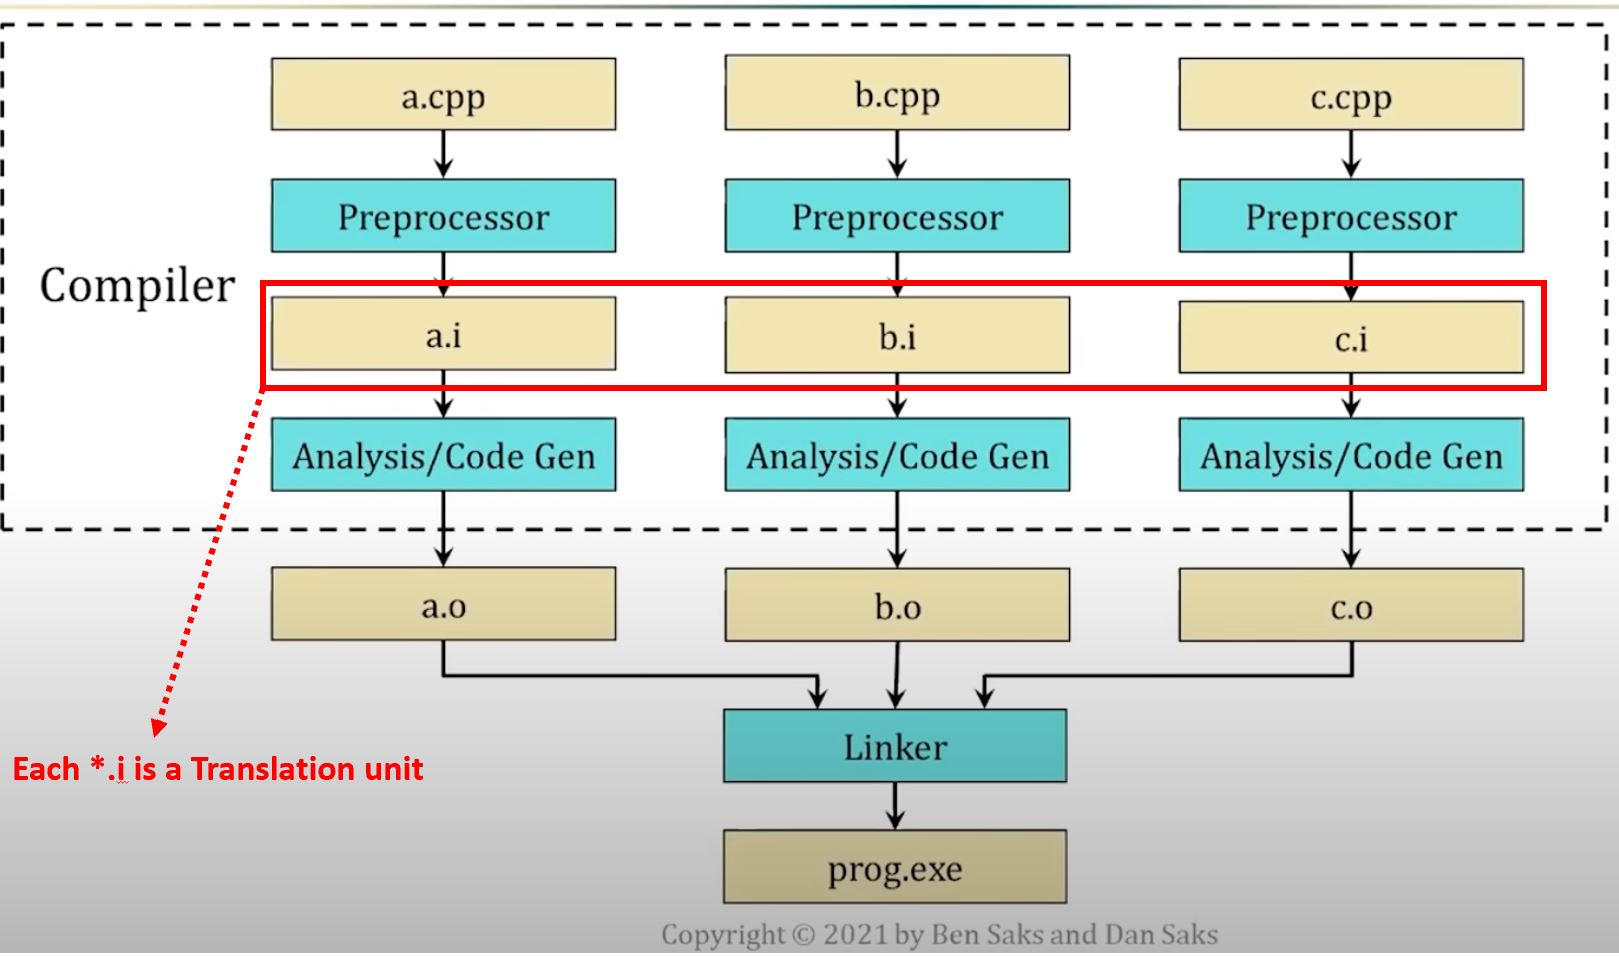 a.cpp
b.cpp
c.cpp
Preprocessor
Preprocessor
Preprocessor
Compiler
a.i
b.i
c.i
Analysis/Code Gen
Analysis/Code Gen
Analysis/Code Gen
a.o
b.o
c.o
Linker
Each *.i is a Translation unit
prog.exe
Copyright © 2021 by Ben Saks and Dan Saks